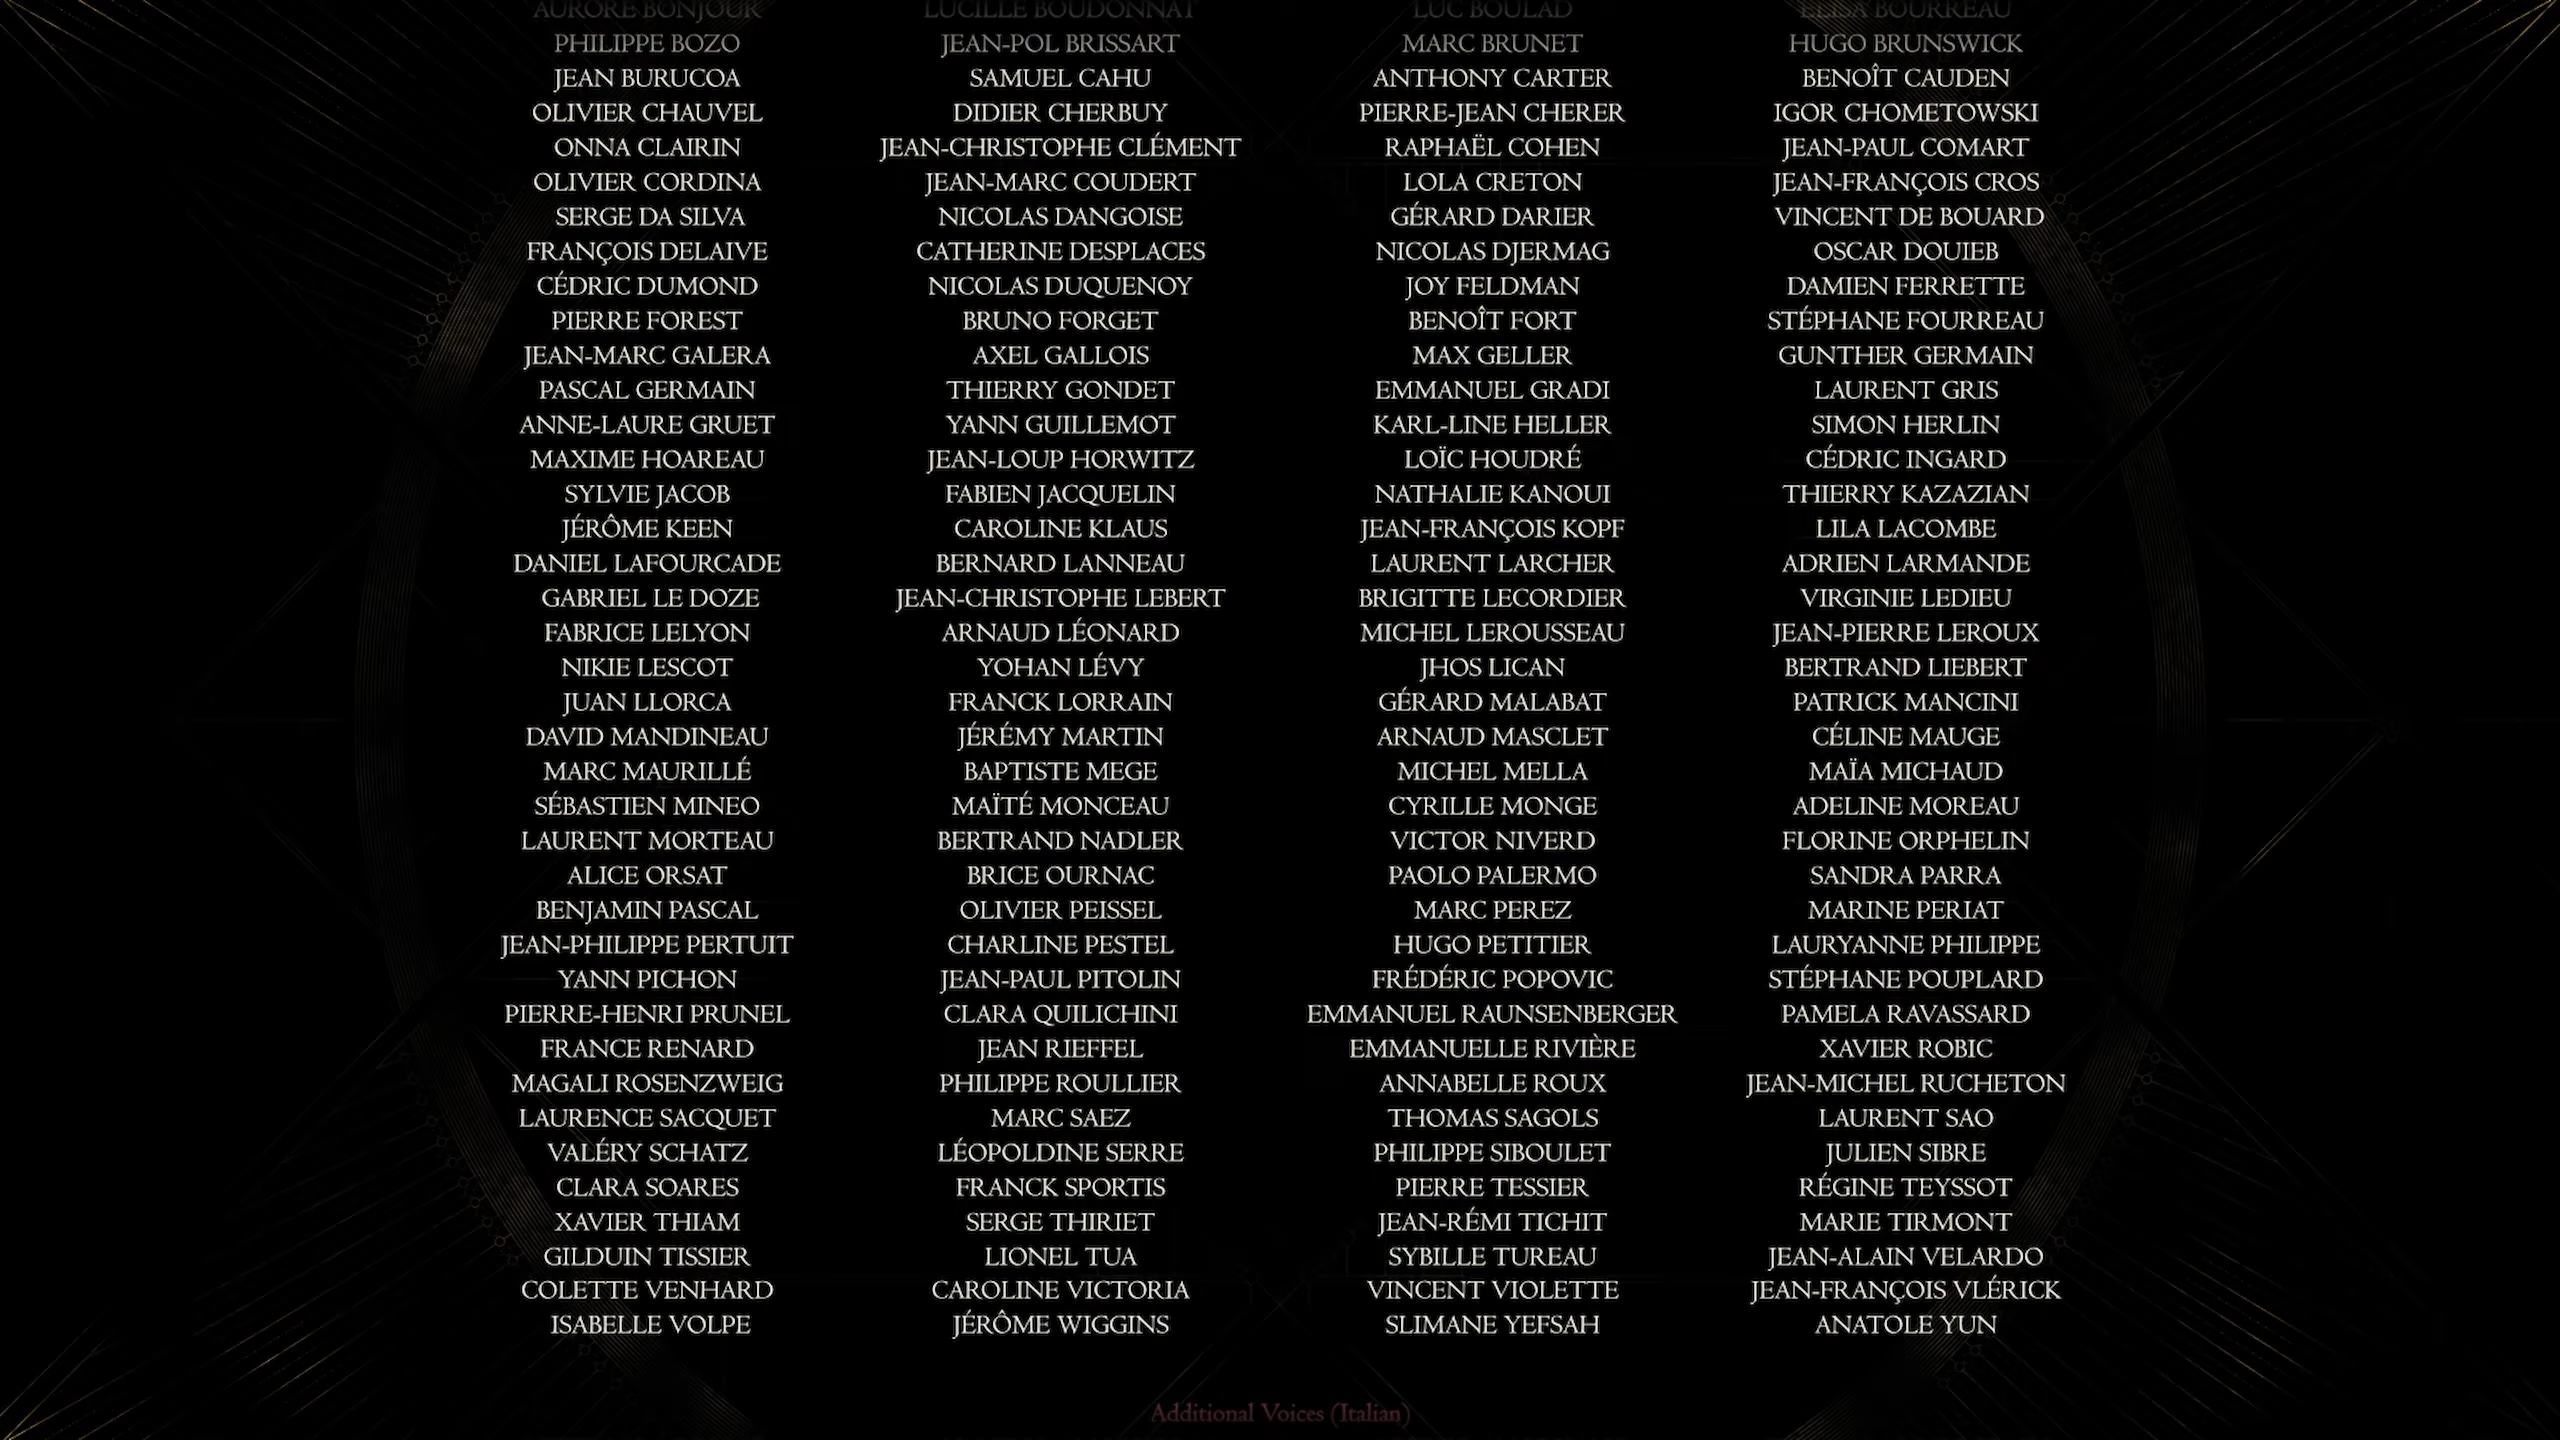 AURORE BONJOUR LUCILLE BOUDONNAT LUC BOULAD ELISA BOURREAU
PHILIPPE BOZO JEAN-POL BRISSART MARC BRUNET HUGO BRUNSWICK
JEAN BURUCOA SAMUEL CAHU ANTHONY CARTER BENOÎT CAUDEN
OLIVIER CHAUVEL DIDIER CHERBUY PIERRE-JEAN CHERER IGOR CHOMETOWSKI
ONNA CLAIRIN JEAN-CHRISTOPHE CLÉMENT RAPHAËL COHEN JEAN-PAUL COMART
OLIVIER CORDINA JEAN-MARC COUDERT LOLA CRETON JEAN-FRANÇOIS CROS
SERGE DA SILVA NICOLAS DANGOISE GÉRARD DARIER VINCENT DE BOUARD
FRANÇOIS DELAIVE CATHERINE DESPLACES NICOLAS DJERMAG OSCAR DOUIEB
CÉDRIC DUMOND NICOLAS DUQUENOY JOY FELDMAN DAMIEN FERRETTE
PIERRE FOREST BRUNO FORGET BENOÎT FORT STÉPHANE FOURREAU
JEAN-MARC GALERA AXEL GALLOIS MAX GELLER GUNTHER GERMAIN
PASCAL GERMAIN THIERRY GONDET EMMANUEL GRADI LAURENT GRIS
ANNE-LAURE GRUET YANN GUILLEMOT KARL-LINE HELLER SIMON HERLIN
MAXIME HOAREAU JEAN-LOUP HORWITZ LOÏC HOUDRÉ CÉDRIC INGARD
SYLVIE JACOB FABIEN JACQUELIN NATHALIE KANOUI THIERRY KAZAZIAN
JÉRÔME KEEN CAROLINE KLAUS JEAN-FRANÇOIS KOPF LILA LACOMBE
DANIEL LAFOURCADE BERNARD LANNEAU LAURENT LARCHER ADRIEN LARMANDE
GABRIEL LE DOZE JEAN-CHRISTOPHE LEBERT BRIGITTE LECORDIER VIRGINIE LEDIEU
FABRICE LELYON ARNAUD LÉONARD MICHEL LEROUSSEAU JEAN-PIERRE LEROUX
NIKIE LESCOT YOHAN LÉVY JHOS LICAN BERTRAND LIEBERT
JUAN LLORCA FRANCK LORRAIN GÉRARD MALABAT PATRICK MANCINI
DAVID MANDINEAU JÉRÉMY MARTIN ARNAUD MASCLET CÉLINE MAUGE
MARC MAURILLÉ BAPTISTE MEGE MICHEL MELLA MAÏA MICHAUD
SÉBASTIEN MINEO MAÏTÉ MONCEAU CYRILLE MONGE ADELINE MOREAU
LAURENT MORTEAU BERTRAND NADLER VICTOR NIVERD FLORINE ORPHELIN
ALICE ORSAT BRICE OURNAC PAOLO PALERMO SANDRA PARRA
BENJAMIN PASCAL OLIVIER PEISSEL MARC PEREZ MARINE PERIAT
JEAN-PHILIPPE PERTUIT CHARLINE PESTEL HUGO PETITIER LAURYANNE PHILIPPE
YANN PICHON JEAN-PAUL PITOLIN FRÉDÉRIC POPOVIC STÉPHANE POUPLARD
PIERRE-HENRI PRUNEL CLARA QUILICHINI EMMANUEL RAUNSENBERGER PAMELA RAVASSARD
FRANCE RENARD JEAN RIEFFEL EMMANUELLE RIVIÈRE XAVIER ROBIC
MAGALI ROSENZWEIG PHILIPPE ROULLIER ANNABELLE ROUX JEAN-MICHEL RUCHETON
LAURENCE SACQUET MARC SAEZ THOMAS SAGOLS LAURENT SAO
VALÉRY SCHATZ LÉOPOLDINE SERRE PHILIPPE SIBOULET JULIEN SIBRE
CLARA SOARES FRANCK SPORTIS PIERRE TESSIER RÉGINE TEYSSOT
XAVIER THIAM SERGE THIRIET JEAN-RÉMI TICHIT MARIE TIRMONT
GILDUIN TISSIER LIONEL TUA SYBILLE TUREAU JEAN-ALAIN VELARDO
COLETTE VENHARD CAROLINE VICTORIA VINCENT VIOLETTE JEAN-FRANÇOIS VLÉRICK
ISABELLE VOLPE JÉRÔME WIGGINS SLIMANE YEFSAH ANATOLE YUN
Additional Voices (Italian)